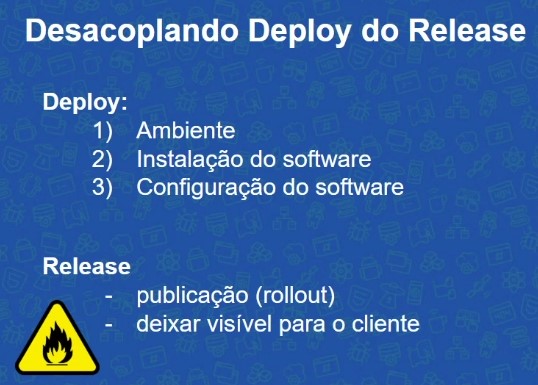 Desacoplando Deploy do Release
Deploy:
1) Ambiente
2) Instalação do software
3) Configuração do software
Release
- publicação (rollout)
- deixar visível para o cliente